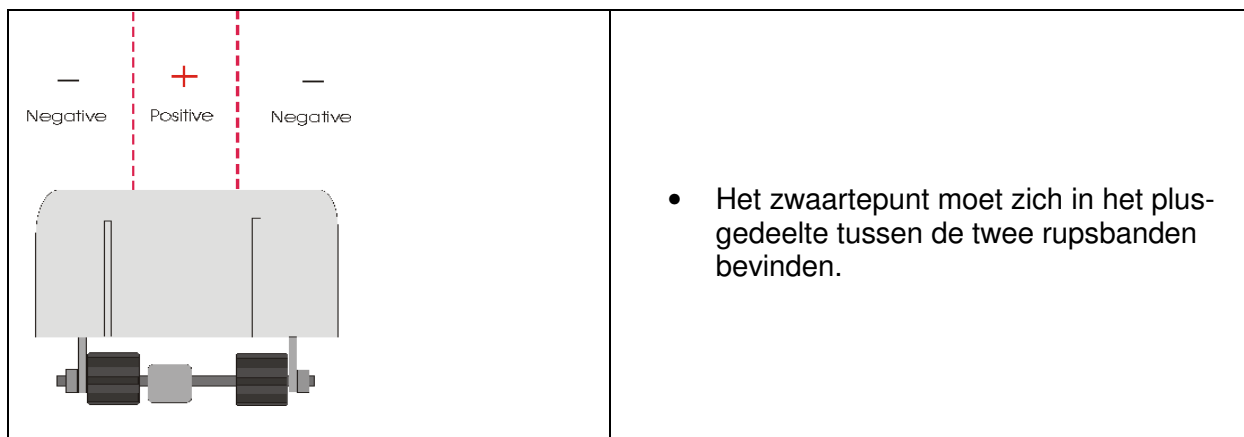 − + −
Negative Positive Negative
• Het zwaartepunt moet zich in het plus-
gedeelte tussen de twee rupsbanden
bevinden.